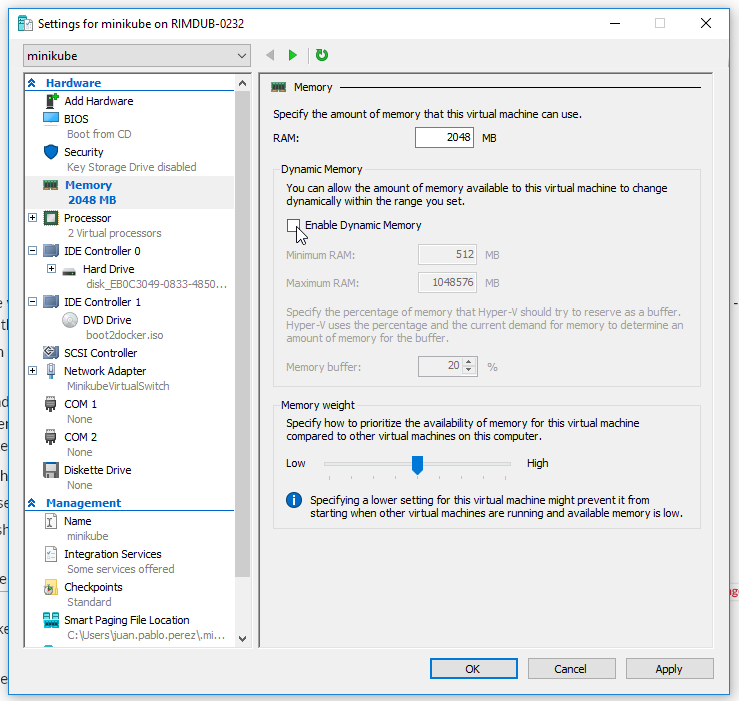 Settings for minikube on RIMDUB-0232
minikube
Hardware
Add Hardware
BIOS
Boot from CD
Security
Key Storage Drive disabled
Memory
2048 MB
Processor
2 Virtual processors
IDE Controller 0
Hard Drive
disk_EB0C3049-0833-4850...
IDE Controller 1
DVD Drive
boot2docker.iso
SCSI Controller
Network Adapter
MinikubeVirtualSwitch
COM 1
None
COM 2
None
Diskette Drive
None
Management
Name
minikube
Integration Services
Some services offered
Checkpoints
Standard
Smart Paging File Location
C:\Users\juan.pablo.perez\.mi...
Memory
Specify the amount of memory that this virtual machine can use.
RAM: 2048 MB
Dynamic Memory
You can allow the amount of memory available to this virtual machine to change
dynamically within the range you set.
Enable Dynamic Memory
Minimum RAM: 512 MB
Maximum RAM: 1048576 MB
Specify the percentage of memory that Hyper-V should try to reserve as a buffer.
Hyper-V uses the percentage and the current demand for memory to determine an
amount of memory for the buffer.
Memory buffer: 20 %
Memory weight
Specify how to prioritize the availability of memory for this virtual machine
compared to other virtual machines on this computer.
Low High
Specifying a lower setting for this virtual machine might prevent it from
starting when other virtual machines are running and available memory is low.
OK Cancel Apply